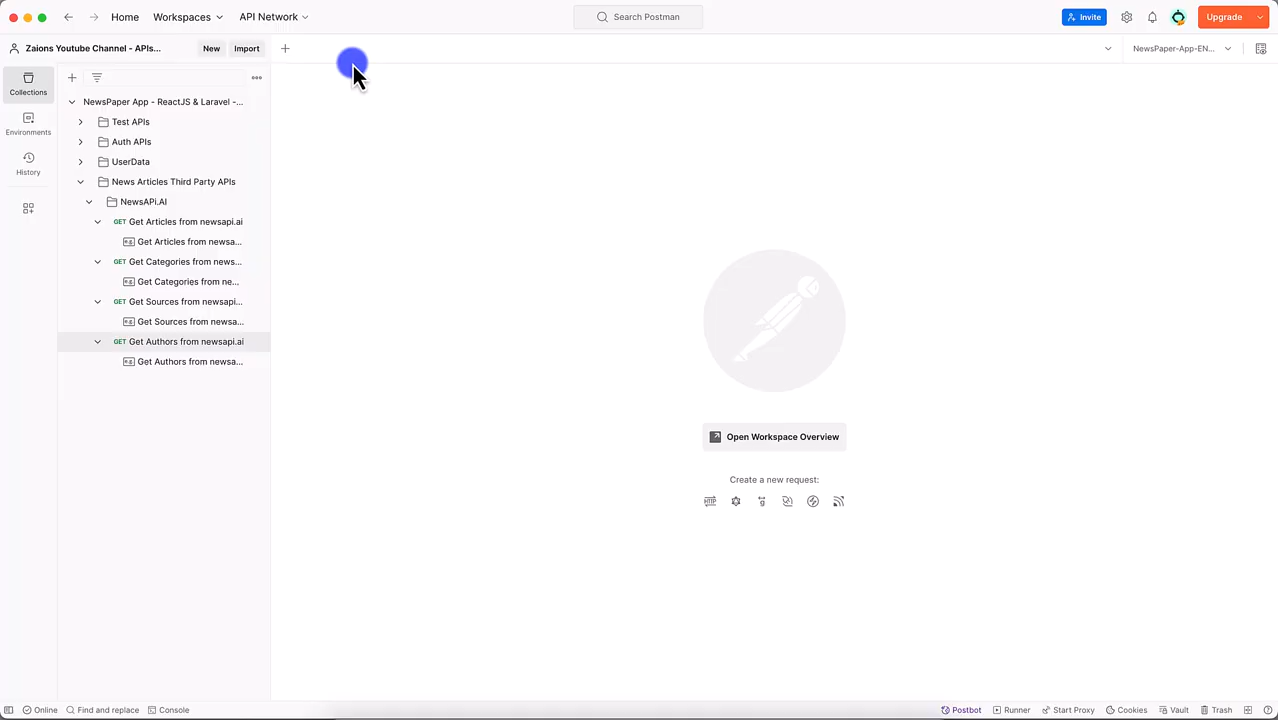 Home Workspaces API Network Search Postman Invite Upgrade
Zaions Youtube Channel - APIs... New Import NewsPaper-App-EN...
Collections
NewsPaper App - ReactJS & Laravel -...
Test APIs
Environments
Auth APIs
UserData
History
News Articles Third Party APIs
NewsAPi.AI
GET Get Articles from newsapi.ai
e.g. Get Articles from newsa...
GET Get Categories from news...
e.g. Get Categories from ne...
GET Get Sources from newsapi...
e.g. Get Sources from newsa...
GET Get Authors from newsapi.ai
e.g. Get Authors from newsa...
Open Workspace Overview
Create a new request:
HTTP
Online Find and replace Console Postbot Runner Start Proxy Cookies Vault Trash